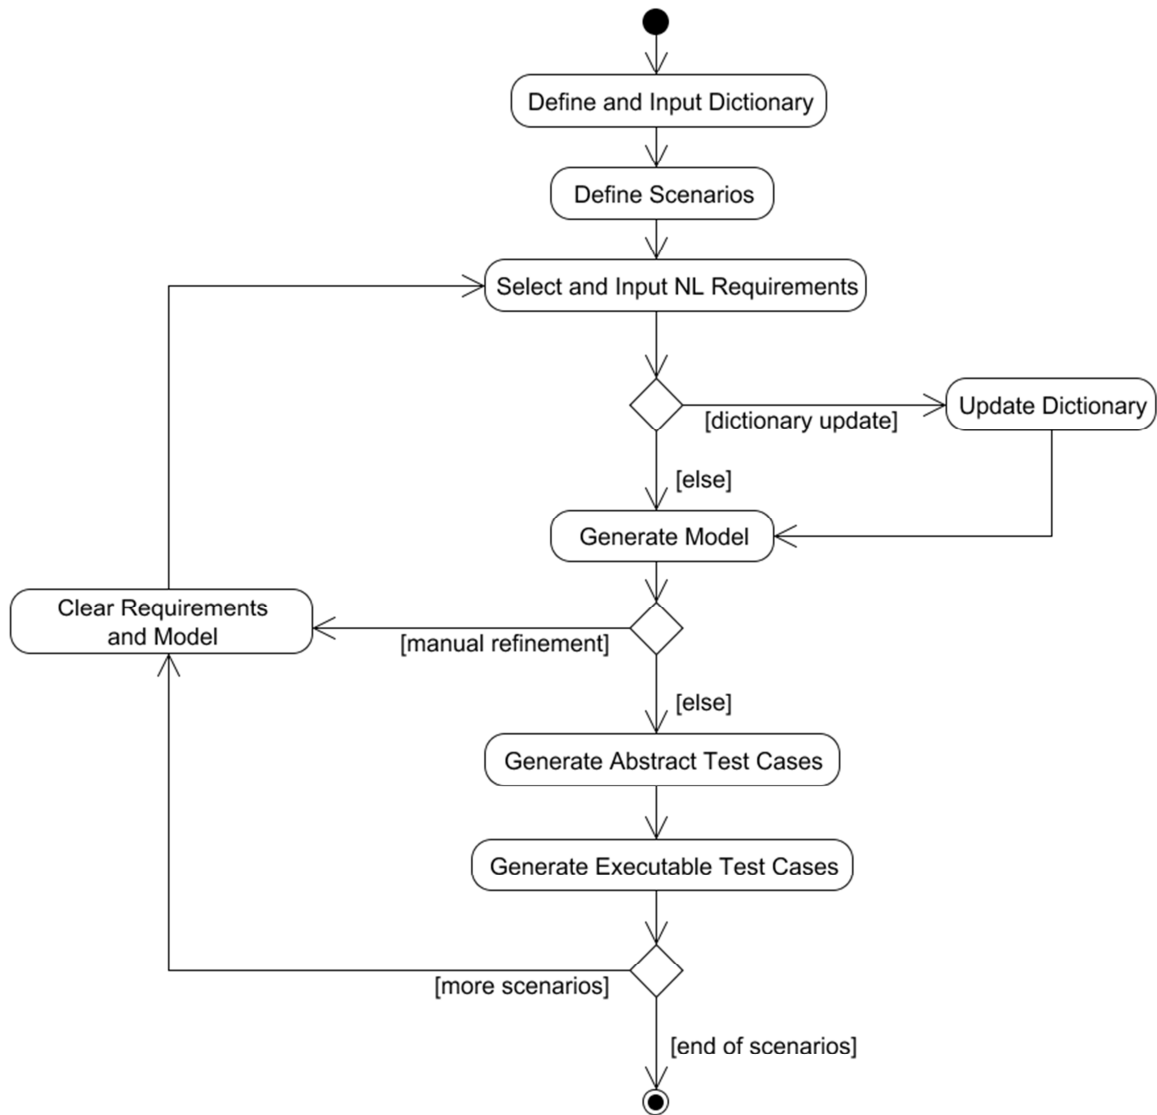 Define and Input Dictionary
Define Scenarios
Select and Input NL Requirements
[dictionary update]
Update Dictionary
[else]
Generate Model
Clear Requirements
and Model
[manual refinement]
[else]
Generate Abstract Test Cases
Generate Executable Test Cases
[more scenarios]
[end of scenarios]